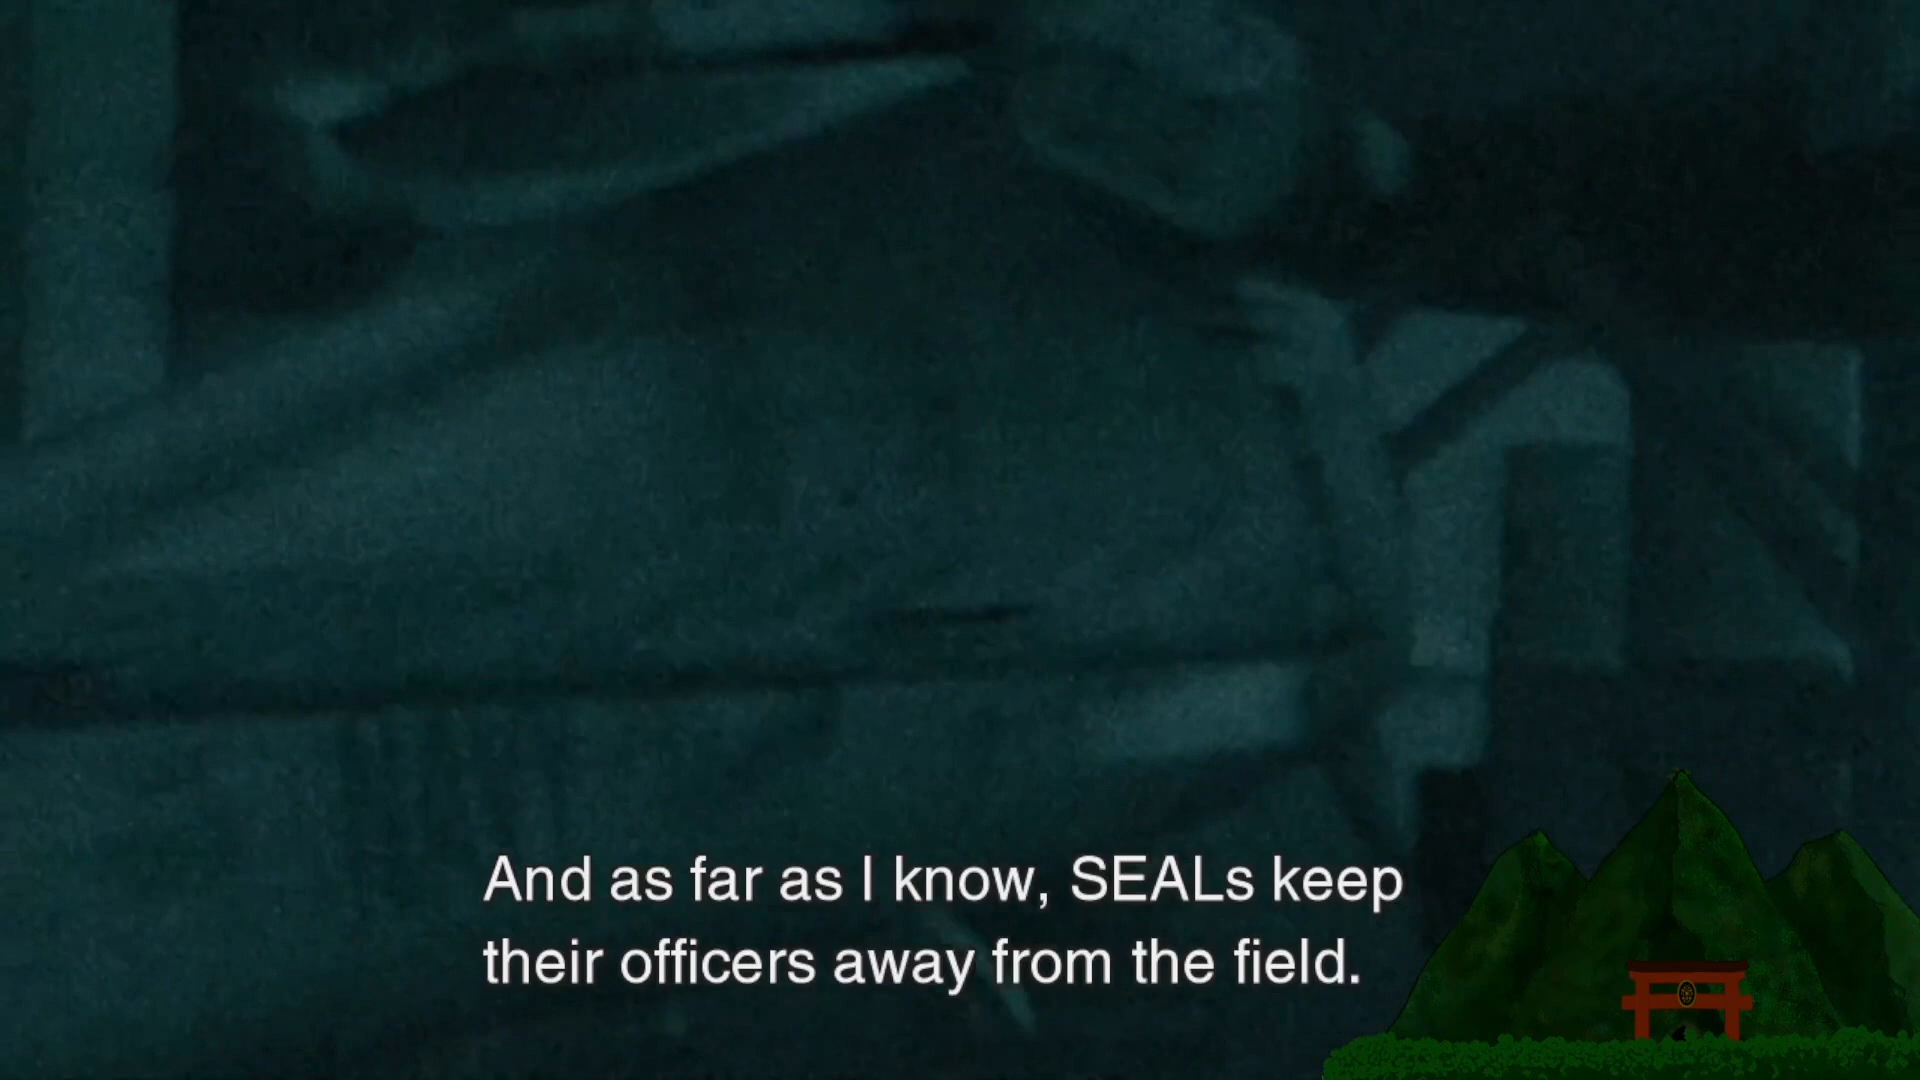 And as far as I know, SEALs keep
their officers away from the field.